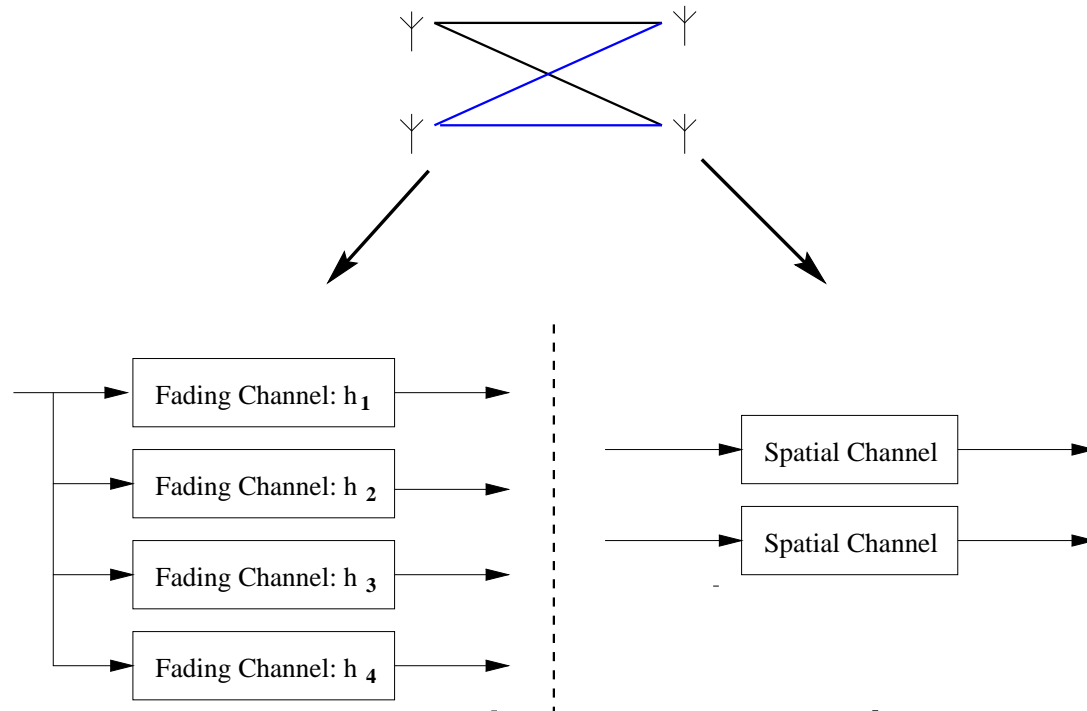 Fading Channel: h 1
Fading Channel: h 2
Fading Channel: h 3
Fading Channel: h 4
Spatial Channel
Spatial Channel